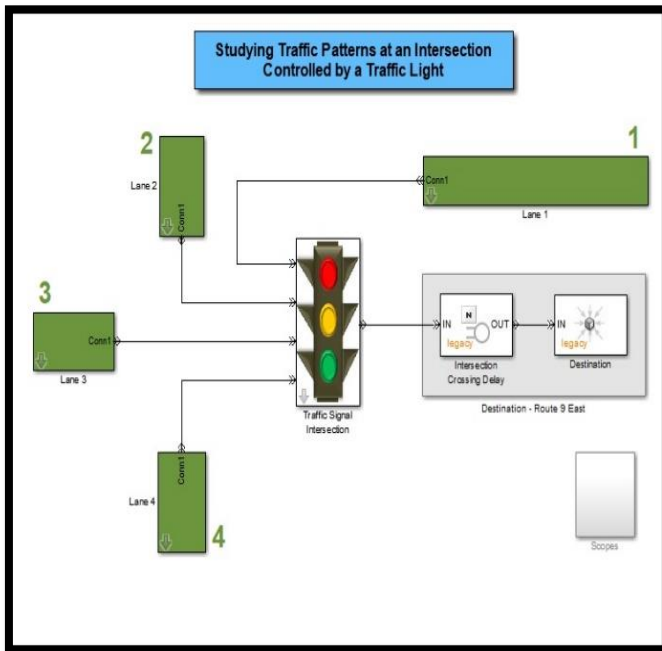 Studying Traffic Patterns at an Intersection
Controlled by a Traffic Light
1
2
Conn1
Lane 1
Lane 2
Conn1
3
Conn1
Lane 3
IN
N
OUT
legacy
IN
legacy
Intersection
Crossing Delay
Destination
Destination - Route 9 East
Traffic Signal
Intersection
Conn1
Lane 4
4
Scopes